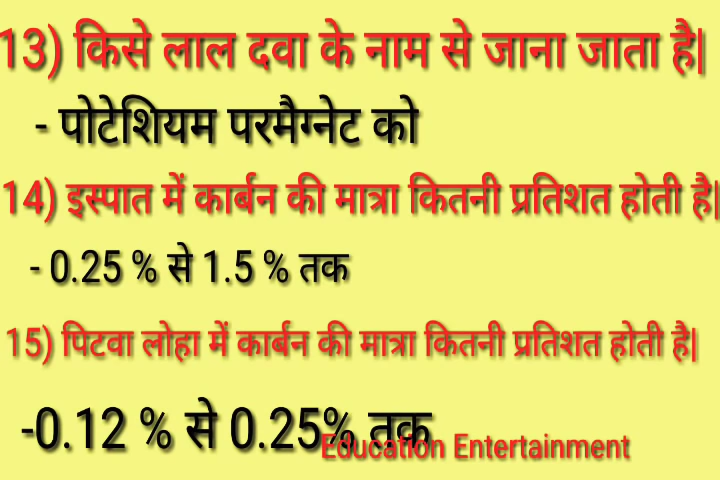 13) किसे लाल दवा के नाम से जाना जाता है|
- पोटेशियम परमैग्नेट को
14) इस्पात में कार्बन की मात्रा कितनी प्रतिशत होती है|
- 0.25 % से 1.5 % तक
15) पिटवा लोहा में कार्बन की मात्रा कितनी प्रतिशत होती है|
-0.12 % से 0.25% तक
Education Entertainment